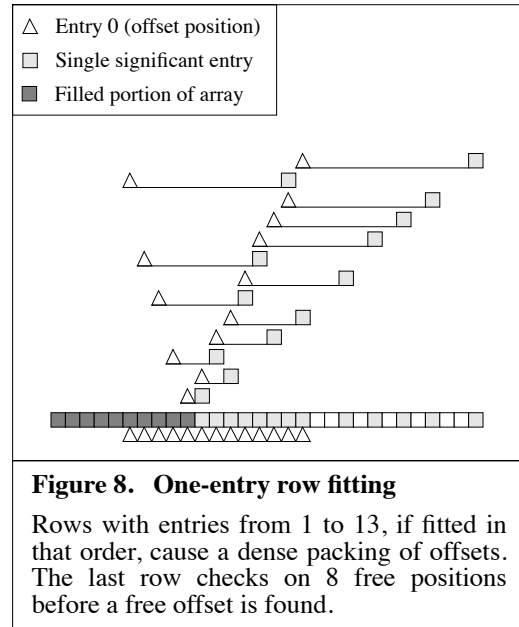 Entry 0 (offset position)
Single significant entry
Filled portion of array
Figure 8. One-entry row fitting
Rows with entries from 1 to 13, if fitted in
that order, cause a dense packing of offsets.
The last row checks on 8 free positions
before a free offset is found.